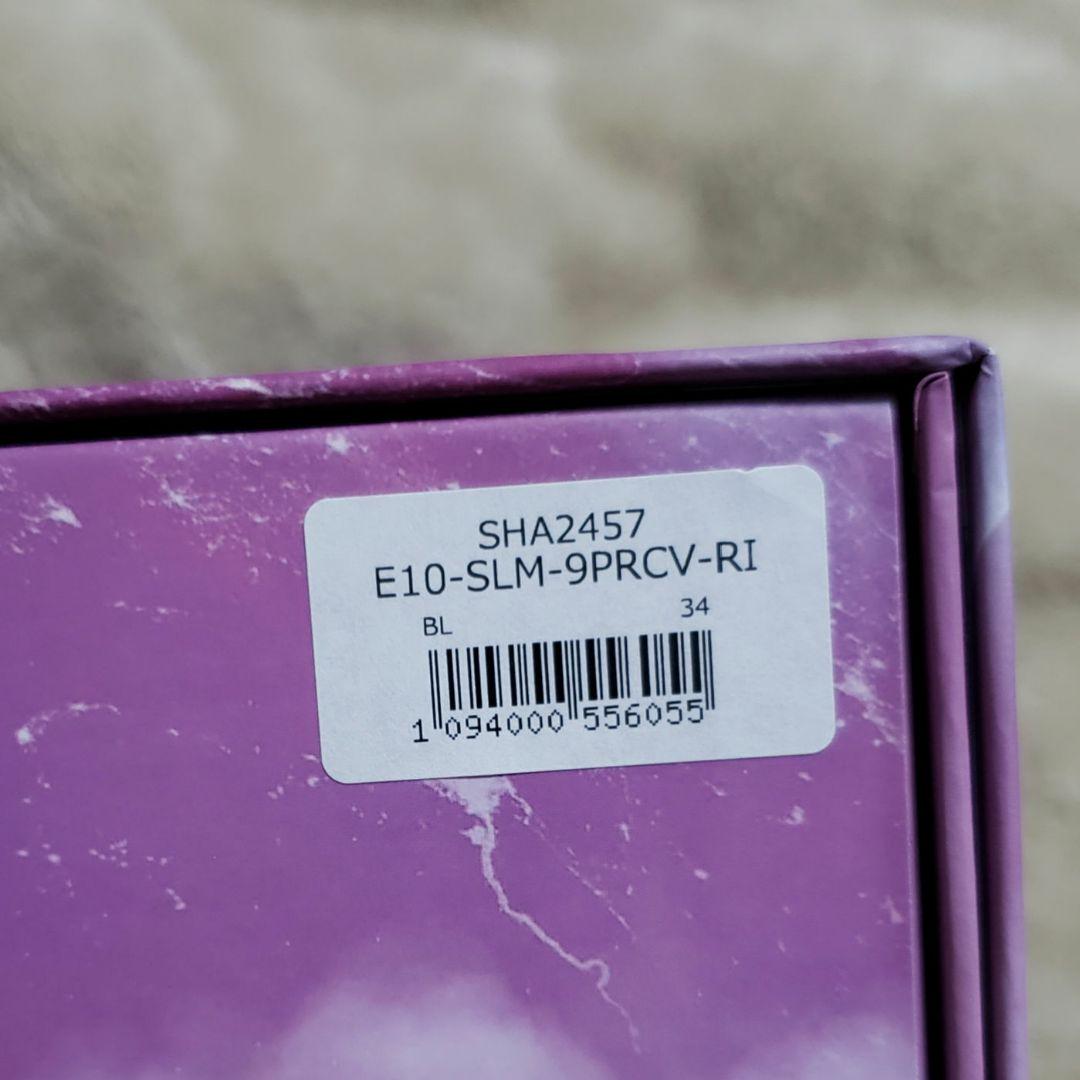 SHA2457
E10-SLM-9PRCV-RI
BL 34
1 094000 556055